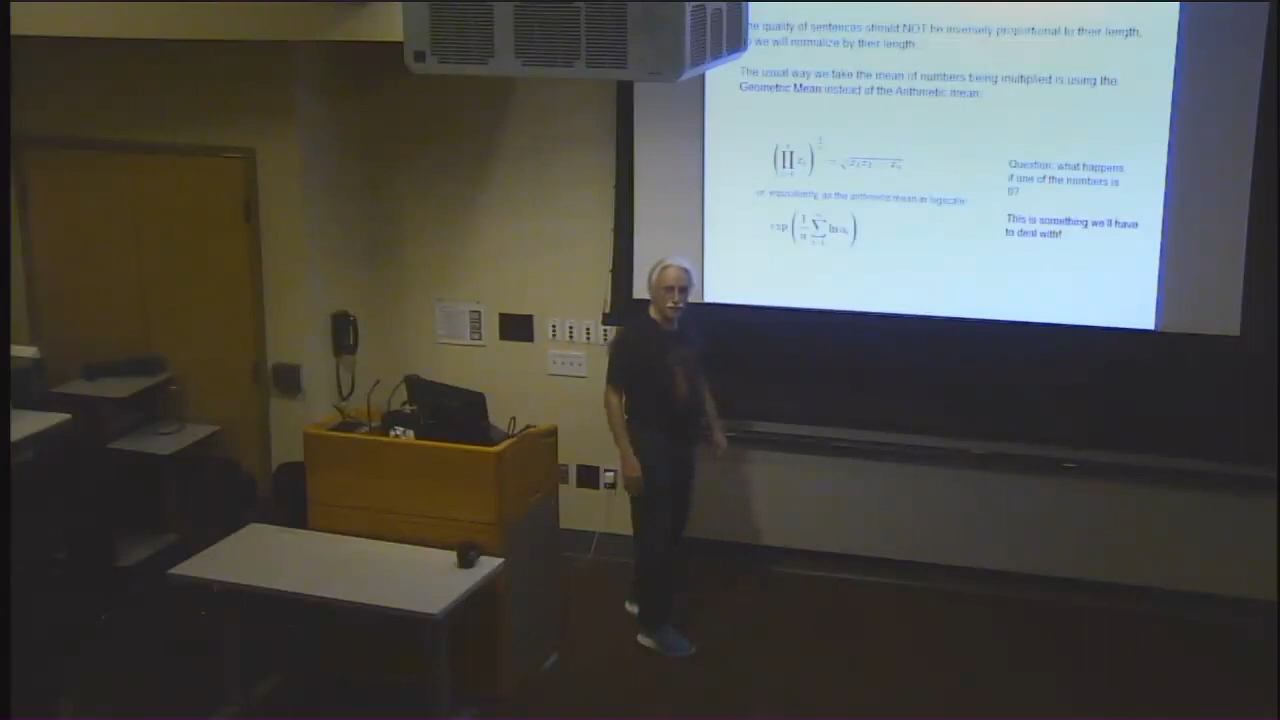 he quality of sentences should NOT be inversely proportional to their length,
we will normalize by their length.
The usual way we take the mean of numbers being multiplied is using the
Geometric Mean instead of the Arithmetic mean:
or, equivalently, as the arithmetic mean in logscale:
Question: what happens
if one of the numbers is
0?
This is something we'll have
to deal with!